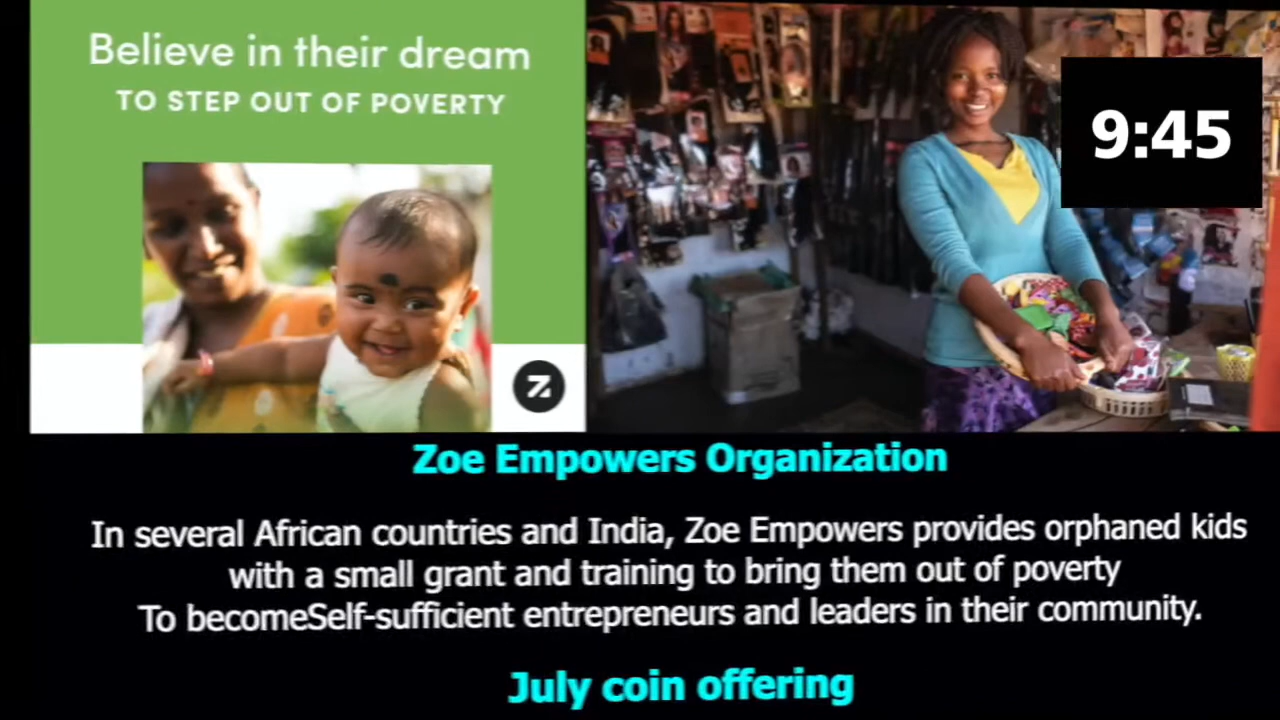 Believe in their dream
TO STEP OUT OF POVERTY
9:45
Zoe Empowers Organization
In several African countries and India, Zoe Empowers provides orphaned kids
with a small grant and training to bring them out of poverty
To becomeSelf-sufficient entrepreneurs and leaders in their community.
July coin offering